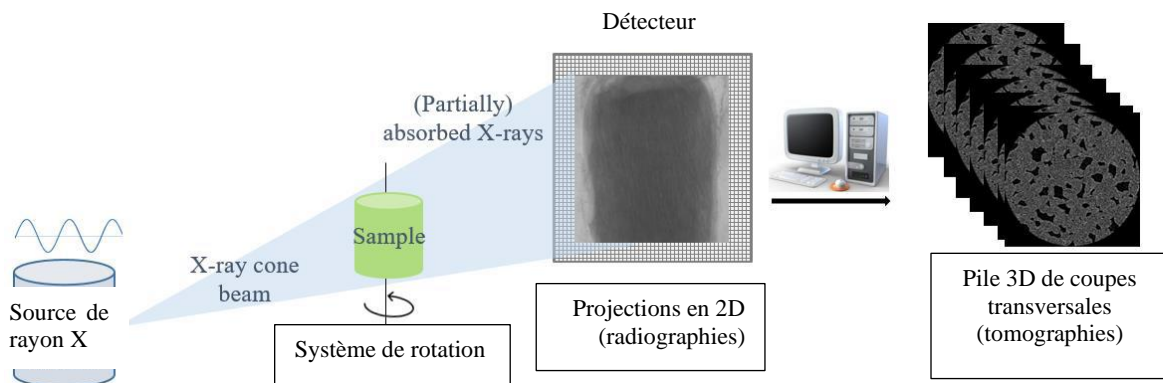 Détecteur
(Partially)
absorbed X-rays
Sample
X-ray cone
beam
Source de
rayon X
Système de rotation
Projections en 2D
(radiographies)
Pile 3D de coupes
transversales
(tomographies)